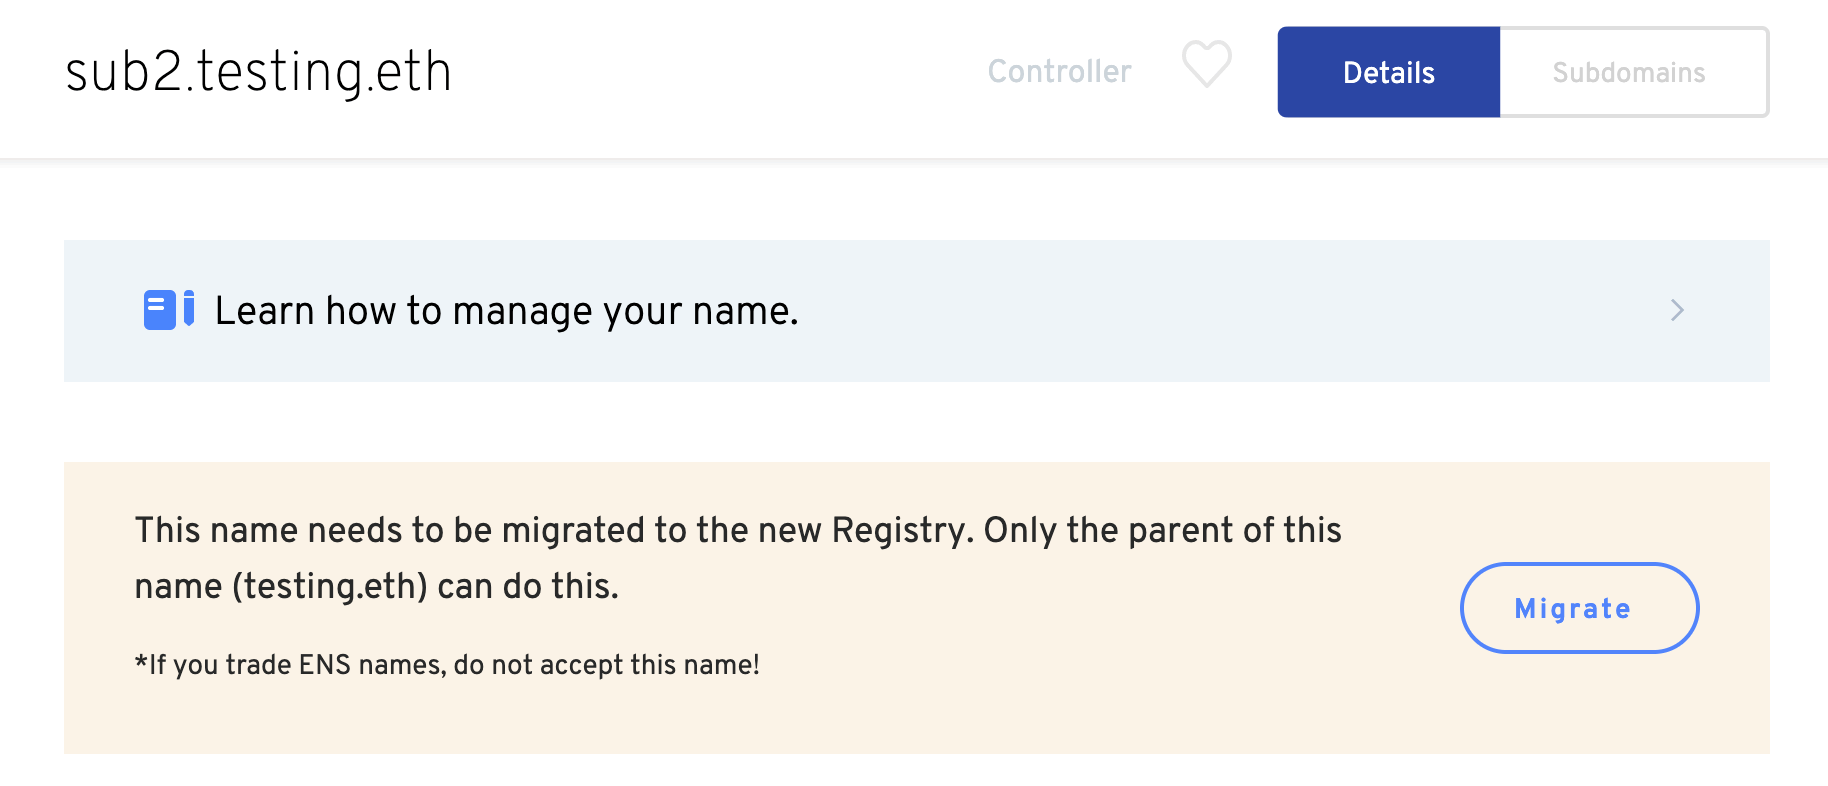 sub2.testing.eth
Controller
Details
Subdomains
Learn how to manage your name.
This name needs to be migrated to the new Registry. Only the parent of this
name (testing.eth) can do this.
Migrate
*If you trade ENS names, do not accept this name!